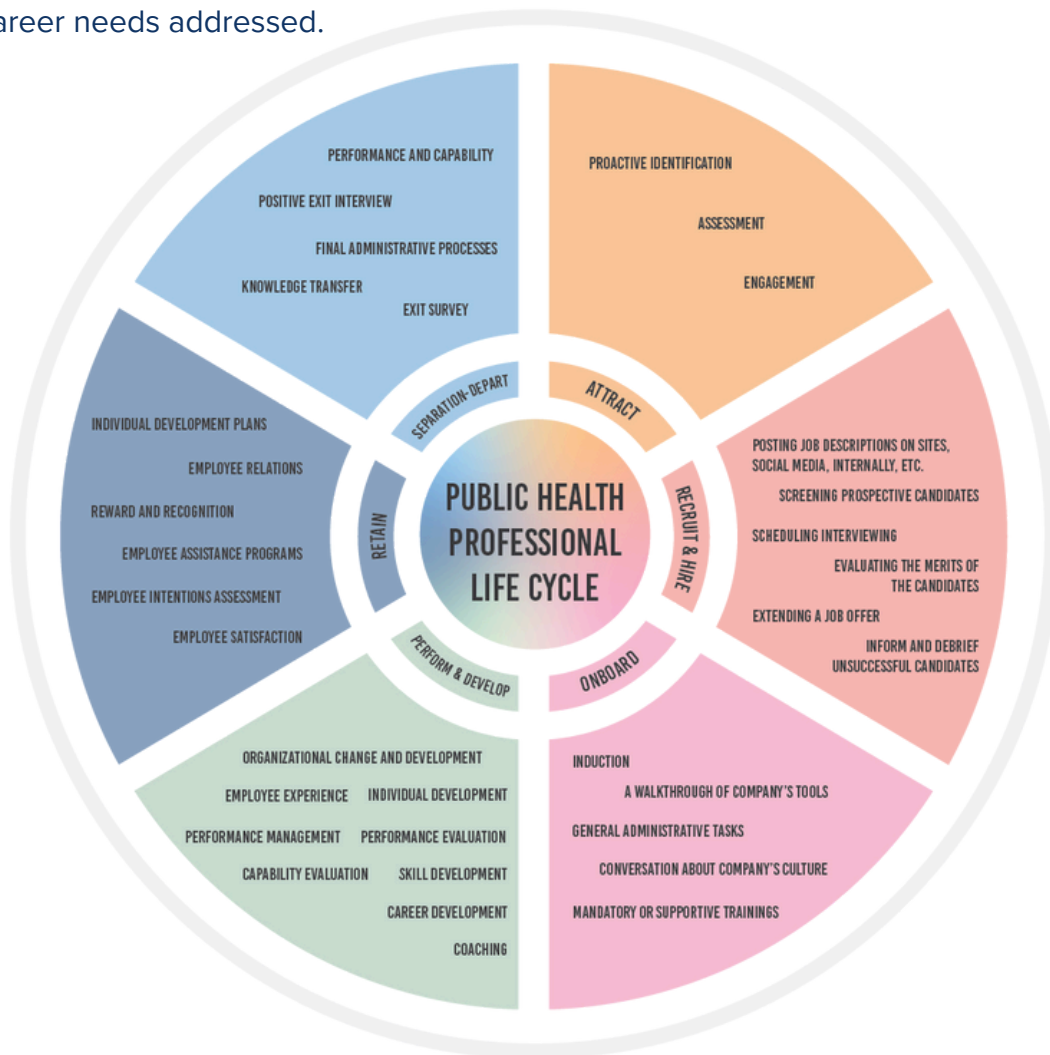 areer needs addressed.
PERFORMANCE AND CAPABILITY
POSITIVE EXIT INTERVIEW
FINAL ADMINISTRATIVE PROCESSES
KNOWLEDGE TRANSFER
EXIT SURVEY
SEPARATION-DEPART
PROACTIVE IDENTIFICATION
ASSESSMENT
ENGAGEMENT
ATTRACT
POSTING JOB DESCRIPTIONS ON SITES,
SOCIAL MEDIA, INTERNALLY, ETC.
SCREENING PROSPECTIVE CANDIDATES
SCHEDULING INTERVIEWING
EVALUATING THE MERITS OF
THE CANDIDATES
EXTENDING A JOB OFFER
INFORM AND DEBRIEF
UNSUCCESSFUL CANDIDATES
RECRUIT & HIRE
PUBLIC HEALTH
PROFESSIONAL
LIFE CYCLE
INDIVIDUAL DEVELOPMENT PLANS
EMPLOYEE RELATIONS
REWARD AND RECOGNITION
EMPLOYEE ASSISTANCE PROGRAMS
EMPLOYEE INTENTIONS ASSESSMENT
EMPLOYEE SATISFACTION
RETAIN
PERFORM & DEVELOP
ORGANIZATIONAL CHANGE AND DEVELOPMENT
EMPLOYEE EXPERIENCE INDIVIDUAL DEVELOPMENT
PERFORMANCE MANAGEMENT PERFORMANCE EVALUATION
CAPABILITY EVALUATION SKILL DEVELOPMENT
CAREER DEVELOPMENT
COACHING
ONBOARD
INDUCTION
A WALKTHROUGH OF COMPANY'S TOOLS
GENERAL ADMINISTRATIVE TASKS
CONVERSATION ABOUT COMPANY'S CULTURE
MANDATORY OR SUPPORTIVE TRAININGS